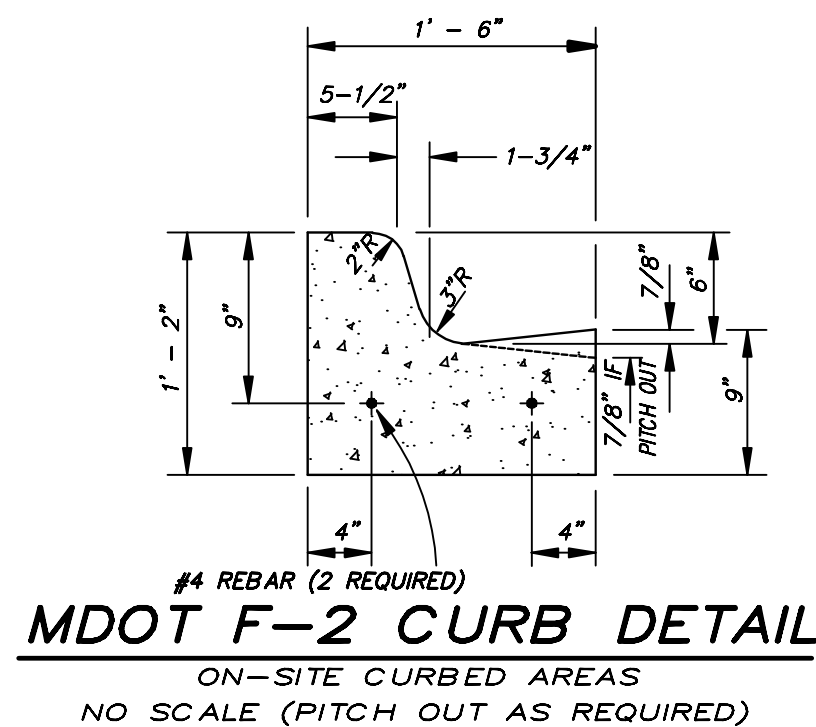 1' - 6"
5-1/2"
1-3/4"
2"R
3"R
7/8"
6"
1' - 2"
9"
9"
7/8" IF
PITCH OUT
4"
4"
#4 REBAR (2 REQUIRED)
MDOT F-2 CURB DETAIL
ON-SITE CURBED AREAS
NO SCALE (PITCH OUT AS REQUIRED)